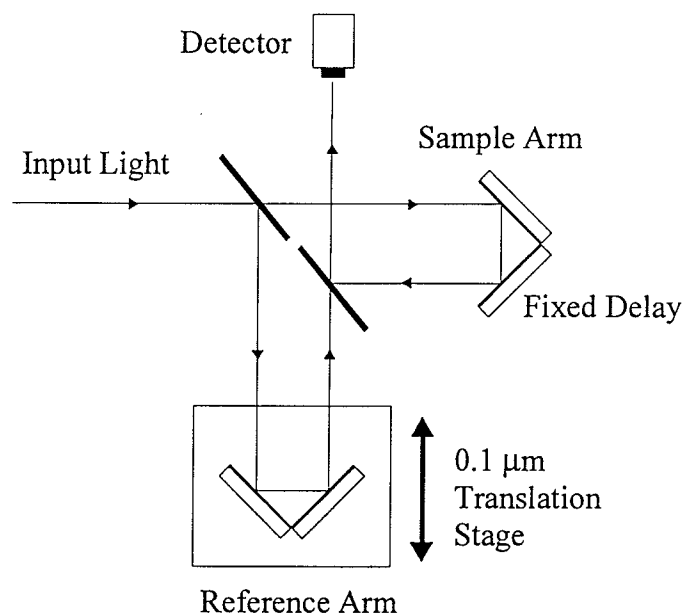 Detector
Input Light
Sample Arm
Fixed Delay
0.1 μm
Translation
Stage
Reference Arm